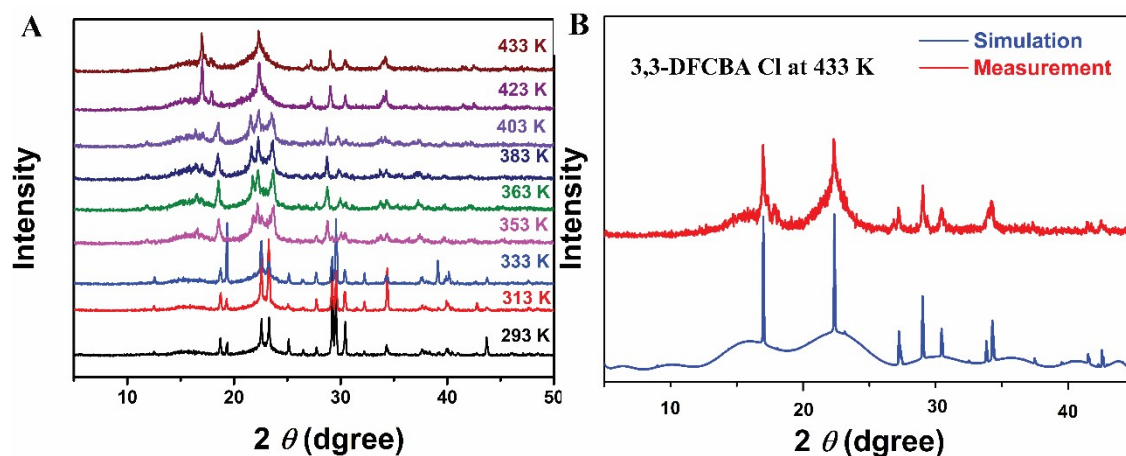 A
433 K
423 K
403 K
383 K
363 K
353 K
333 K
313 K
293 K
Intensity
10 20 30 40 50
2 θ (dgree)
B
Simulation
3,3-DFCBA Cl at 433 K
Measurement
Intensity
10 20 30 40
2 θ (dgree)